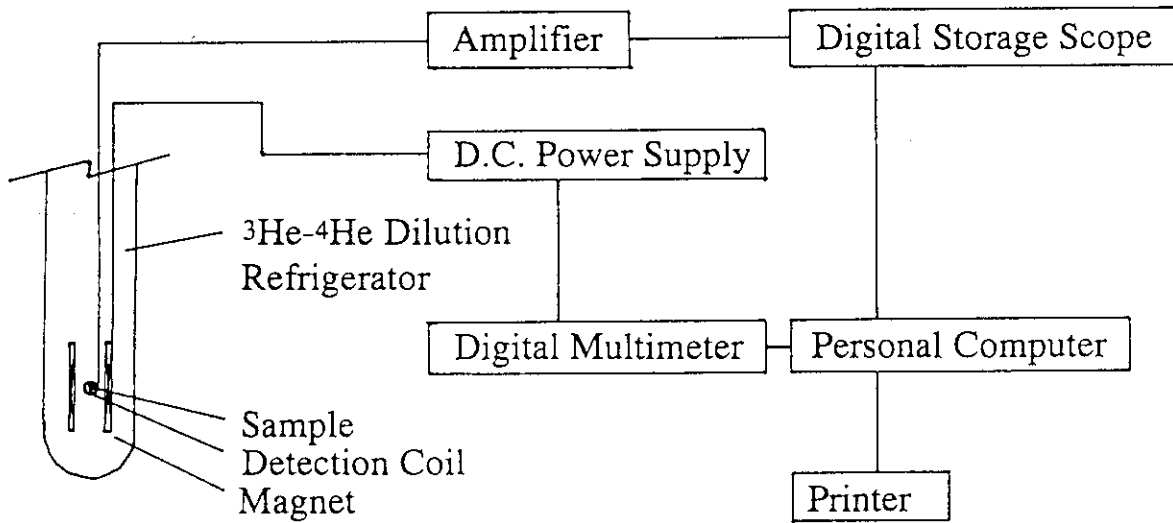 Amplifier
Digital Storage Scope
D.C. Power Supply
³He-⁴He Dilution
Refrigerator
Digital Multimeter
Personal Computer
Sample
Detection Coil
Magnet
Printer